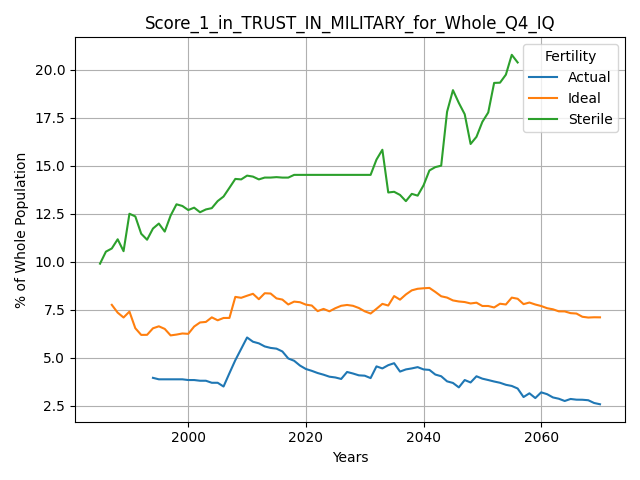 Score_1_in_TRUST_IN_MILITARY_for_Whole_Q4_IQ
Fertility
Actual
Ideal
Sterile
% of Whole Population
20.0
17.5
15.0
12.5
10.0
7.5
5.0
2.5
2000
2020
2040
2060
Years